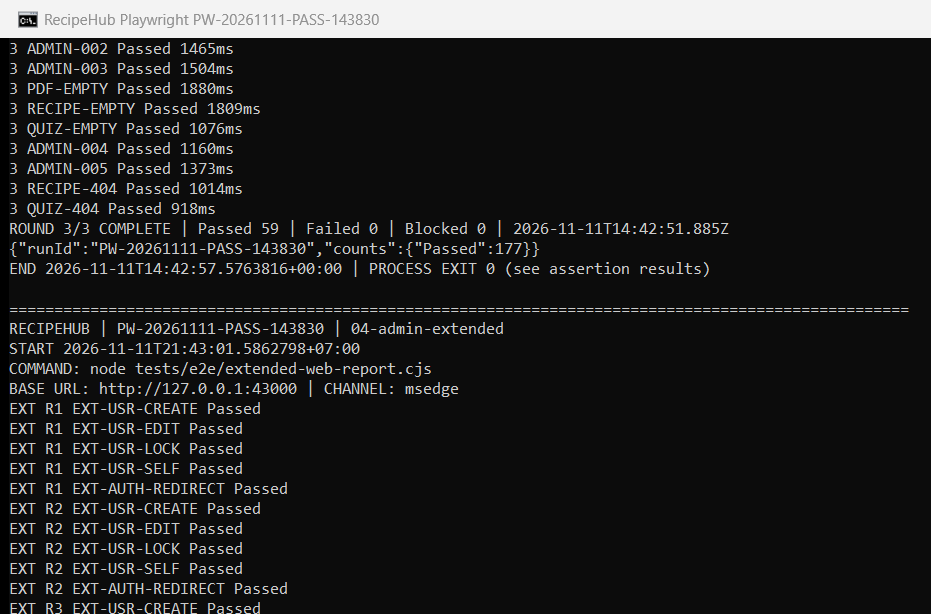 RecipeHub Playwright PW-20261111-PASS-143830
3 ADMIN-002 Passed 1465ms
3 ADMIN-003 Passed 1504ms
3 PDF-EMPTY Passed 1880ms
3 RECIPE-EMPTY Passed 1809ms
3 QUIZ-EMPTY Passed 1076ms
3 ADMIN-004 Passed 1160ms
3 ADMIN-005 Passed 1373ms
3 RECIPE-404 Passed 1014ms
3 QUIZ-404 Passed 918ms
ROUND 3/3 COMPLETE | Passed 59 | Failed 0 | Blocked 0 | 2026-11-11T14:42:51.885Z
{"runId":"PW-20261111-PASS-143830","counts":{"Passed":177}}
END 2026-11-11T14:42:57.5763816+00:00 | PROCESS EXIT 0 (see assertion results)
====================================================================================================
RECIPEHUB | PW-20261111-PASS-143830 | 04-admin-extended
START 2026-11-11T21:43:01.5862798+07:00
COMMAND: node tests/e2e/extended-web-report.cjs
BASE URL: http://127.0.0.1:43000 | CHANNEL: msedge
EXT R1 EXT-USR-CREATE Passed
EXT R1 EXT-USR-EDIT Passed
EXT R1 EXT-USR-LOCK Passed
EXT R1 EXT-USR-SELF Passed
EXT R1 EXT-AUTH-REDIRECT Passed
EXT R2 EXT-USR-CREATE Passed
EXT R2 EXT-USR-EDIT Passed
EXT R2 EXT-USR-LOCK Passed
EXT R2 EXT-USR-SELF Passed
EXT R2 EXT-AUTH-REDIRECT Passed
EXT R3 EXT-USR-CREATE Passed